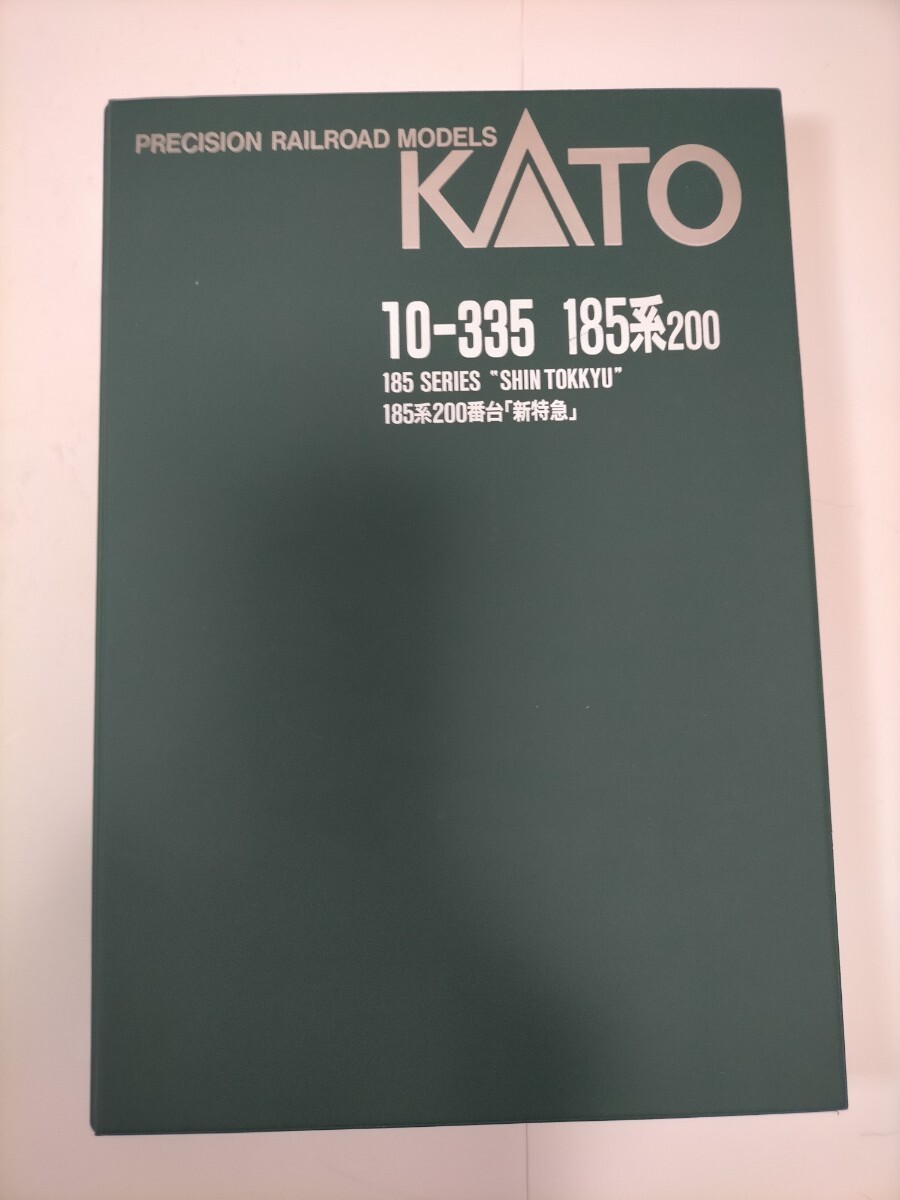 PRECISION RAILROAD MODELS
KATO
10-335 185系200
185 SERIES "SHIN TOKKYU"
185系200番台「新特急」